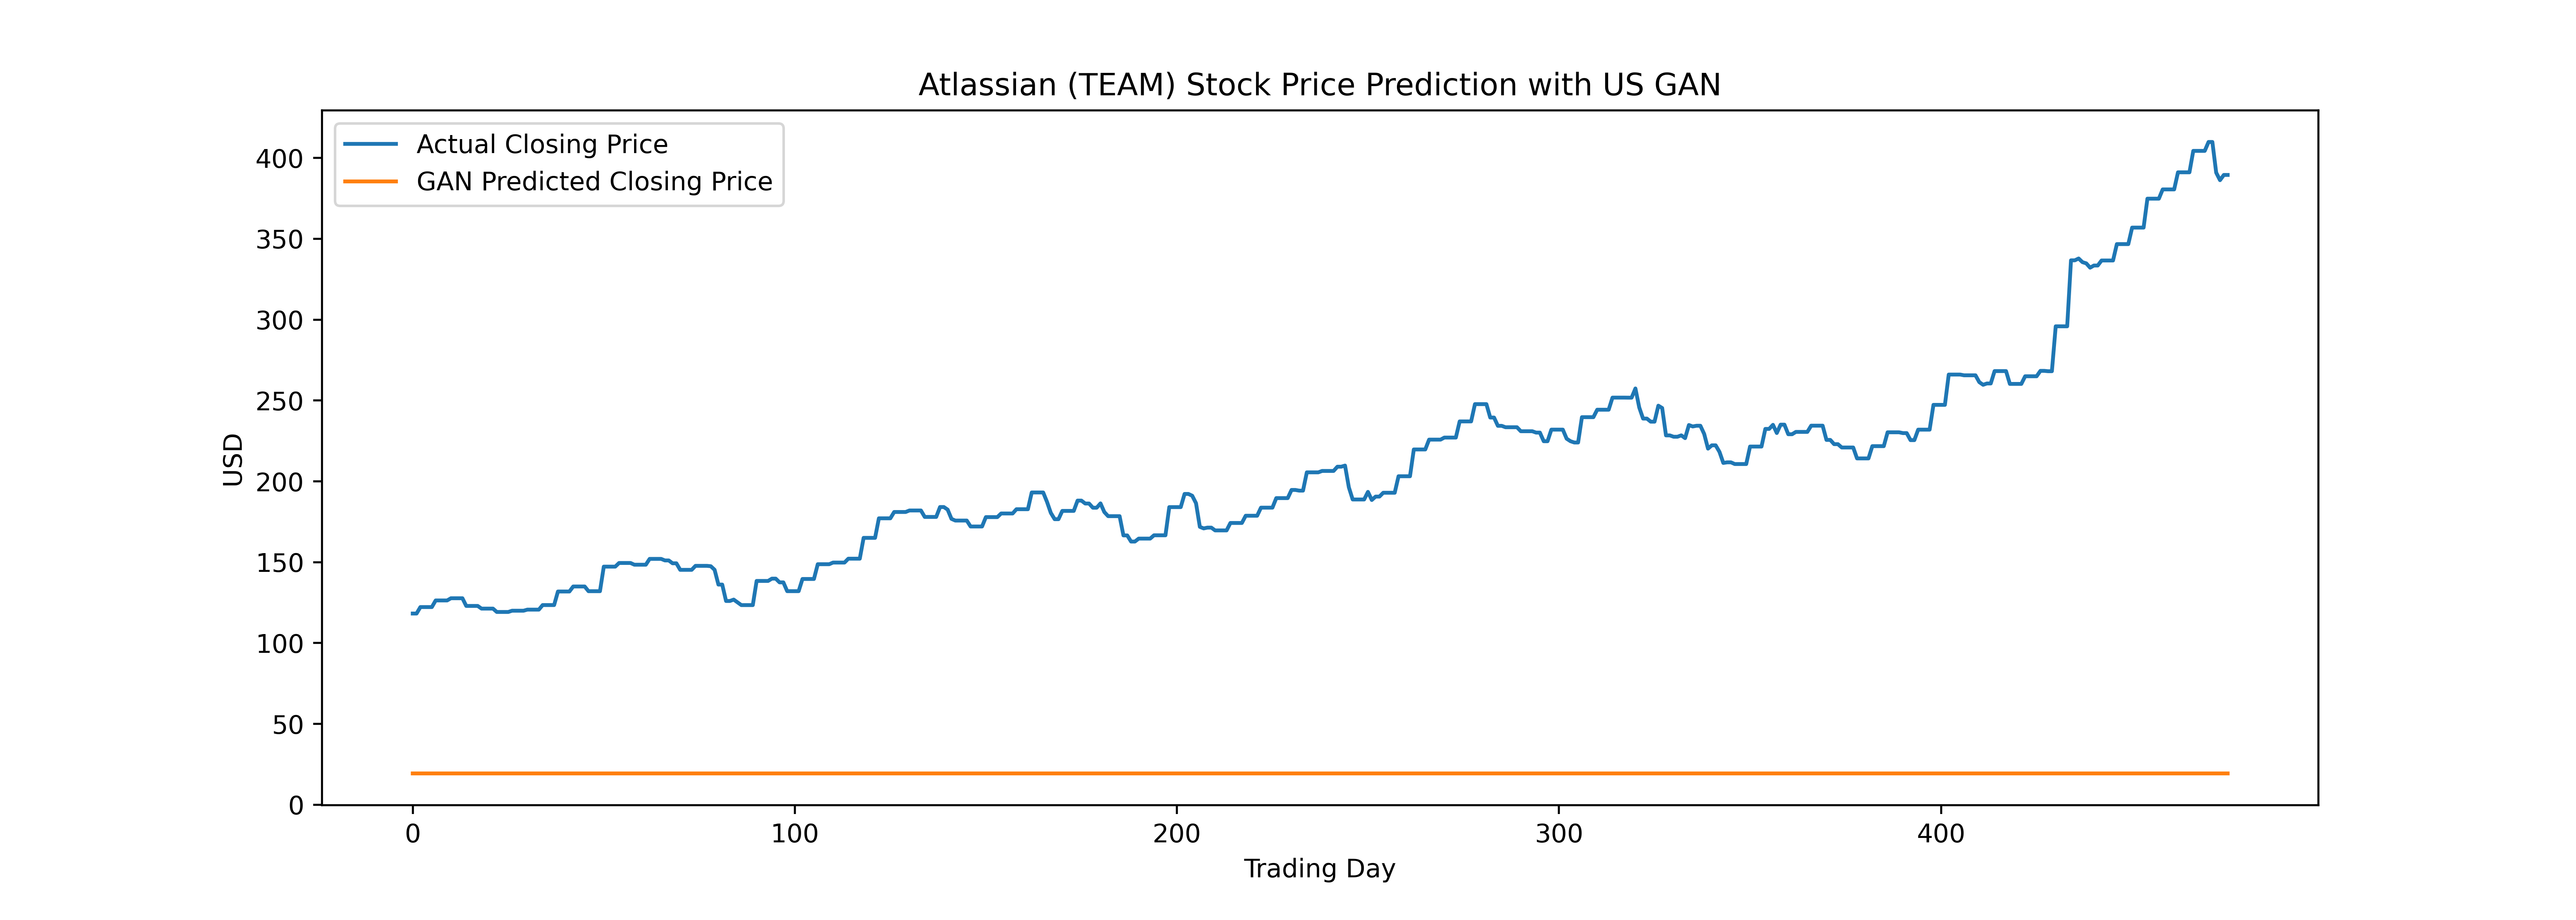 Atlassian (TEAM) Stock Price Prediction with US GAN
Actual Closing Price
GAN Predicted Closing Price
400
350
300
250
200
150
100
50
0
USD
0 100 200 300 400
Trading Day